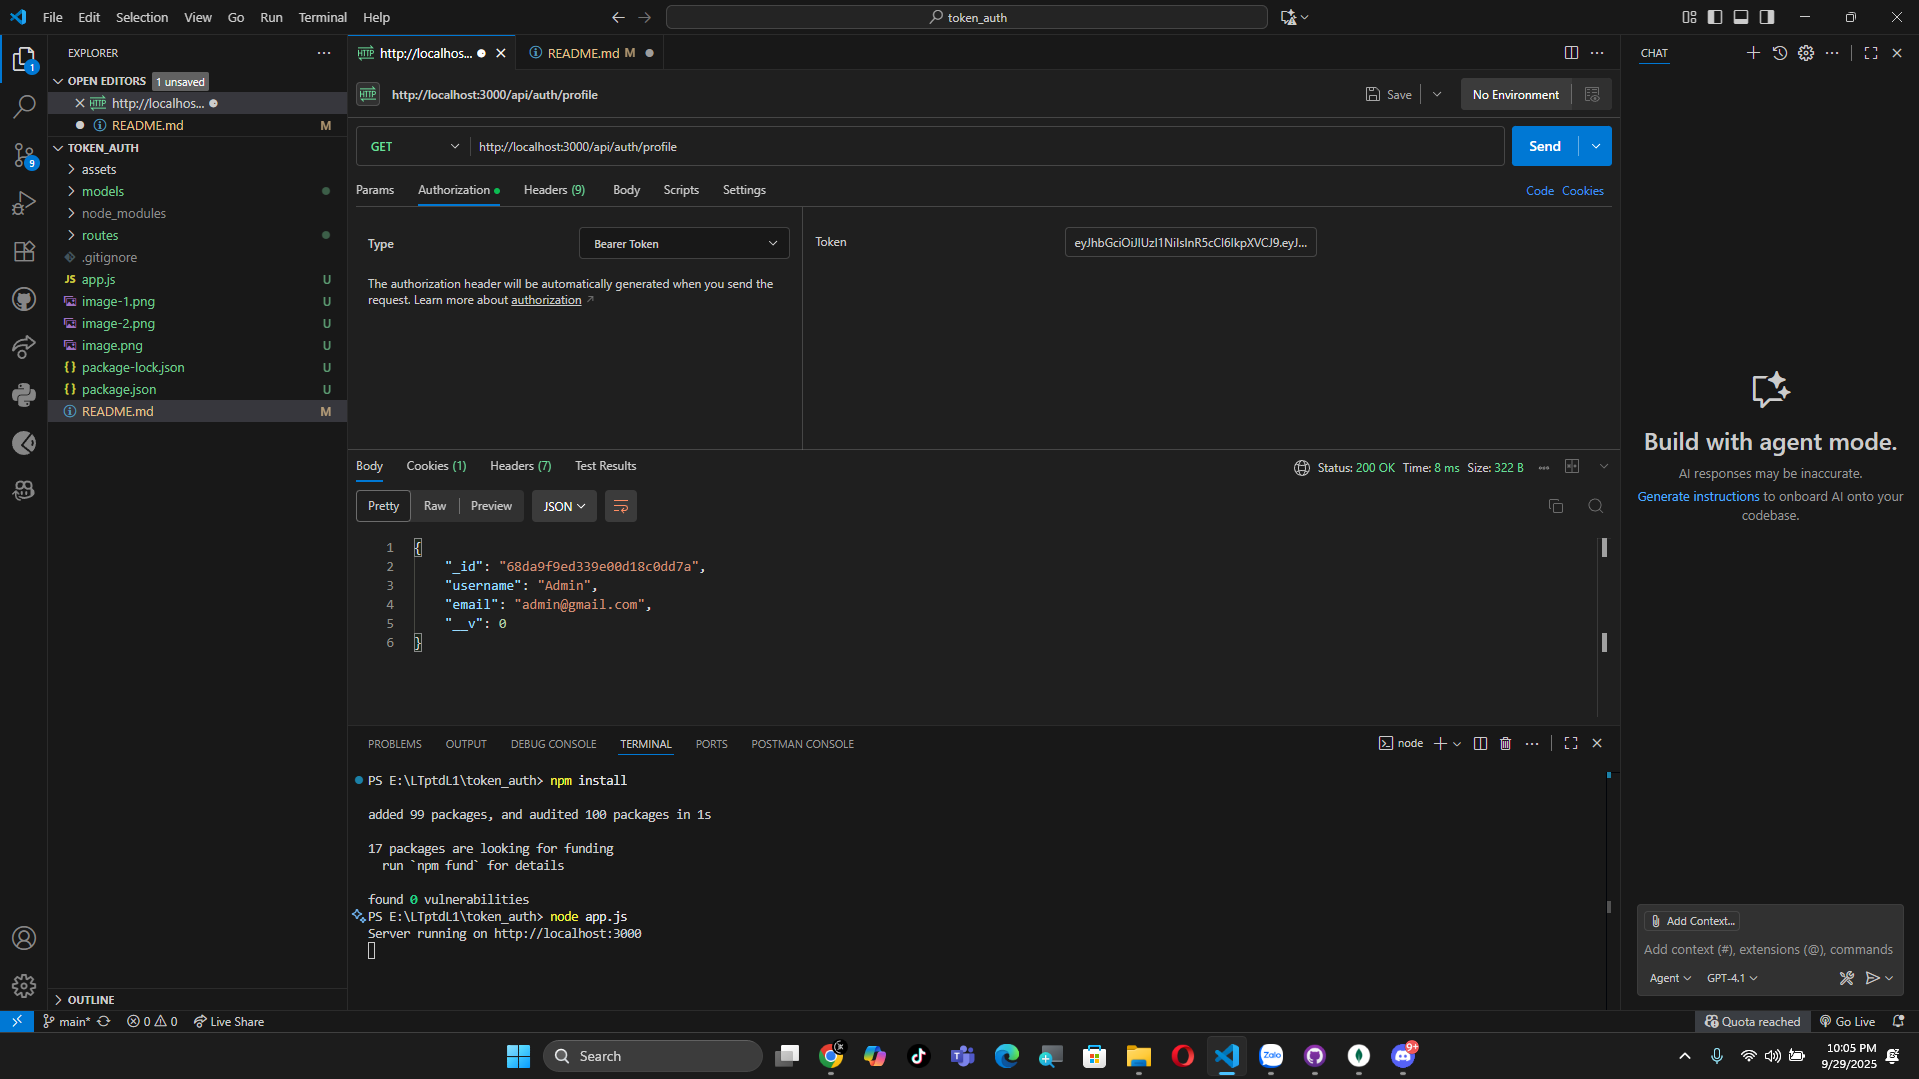 File Edit Selection View Go Run Terminal Help
token_auth
EXPLORER
OPEN EDITORS 1 unsaved
http://localhos...
README.md M
TOKEN_AUTH
assets
models
node_modules
routes
.gitignore
JS app.js U
image-1.png U
image-2.png U
image.png U
{} package-lock.json U
{} package.json U
README.md M
OUTLINE
1
9
HTTP http://localhos...
README.md M
HTTP http://localhost:3000/api/auth/profile
Save
No Environment
GET http://localhost:3000/api/auth/profile
Send
Params Authorization Headers (9) Body Scripts Settings
Code Cookies
Type Bearer Token
The authorization header will be automatically generated when you send the
request. Learn more about authorization
Token eyJhbGciOiJIUzI1NiIsInR5cCI6IkpXVCJ9.eyJ...
Body Cookies (1) Headers (7) Test Results
Status: 200 OK Time: 8 ms Size: 322 B
Pretty Raw Preview JSON
1 {
2 "_id": "68da9f9ed339e00d18c0dd7a",
3 "username": "Admin",
4 "email": "admin@gmail.com",
5 "__v": 0
6 }
PROBLEMS OUTPUT DEBUG CONSOLE TERMINAL PORTS POSTMAN CONSOLE
node
PS E:\LTptdL1\token_auth> npm install
added 99 packages, and audited 100 packages in 1s
17 packages are looking for funding
run `npm fund` for details
found 0 vulnerabilities
PS E:\LTptdL1\token_auth> node app.js
Server running on http://localhost:3000
CHAT
Build with agent mode.
AI responses may be inaccurate.
Generate instructions to onboard AI onto your
codebase.
Add Context...
Add context (#), extensions (@), commands
Agent GPT-4.1
main* 0 0 Live Share
Quota reached Go Live
Search
Zalo
9+
10:05 PM
9/29/2025